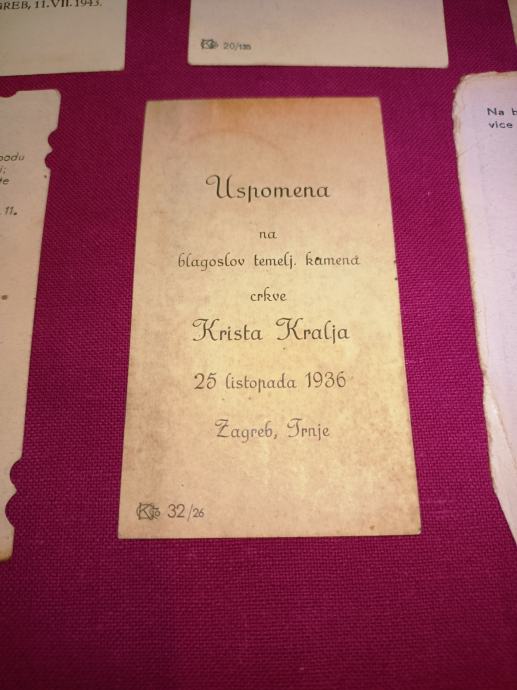 REB, 11. VII. 1943.
20/135
Na
vice
podu
11.
Uspomena
na
blagoslov temelj. kamena
crkve
Krista Kralja
25 listopada 1936
Zagreb, Trnje
32/26